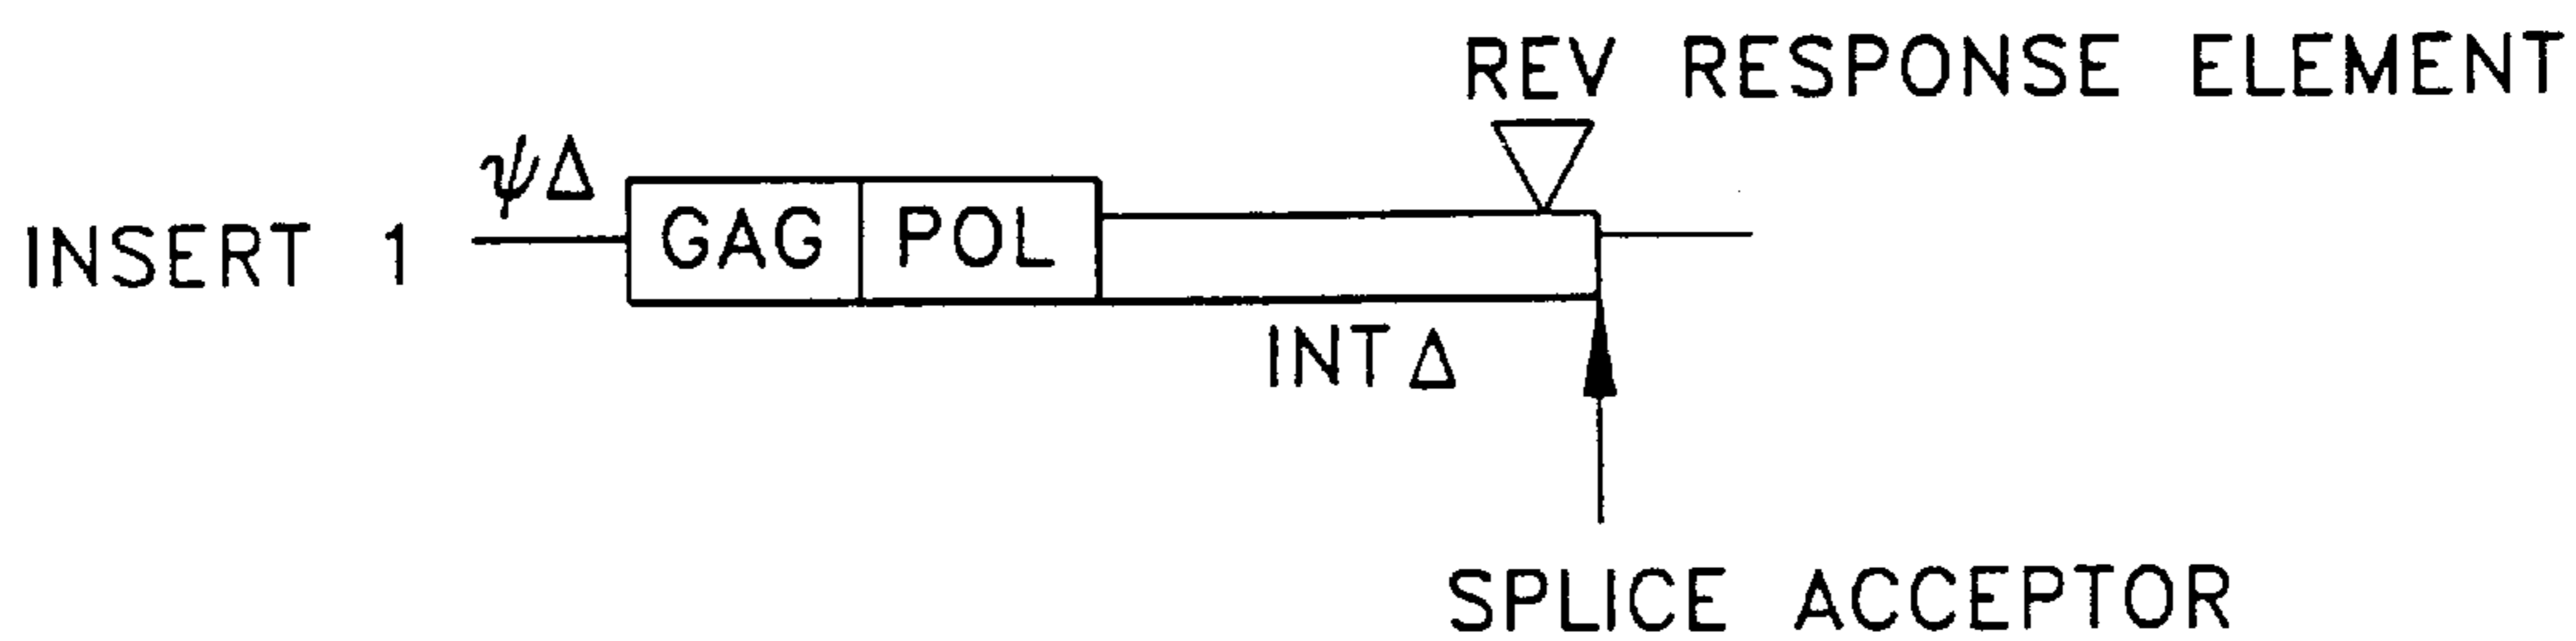 REV RESPONSE ELEMENT
ψΔ
INSERT 1
GAG POL
INTΔ
SPLICE ACCEPTOR